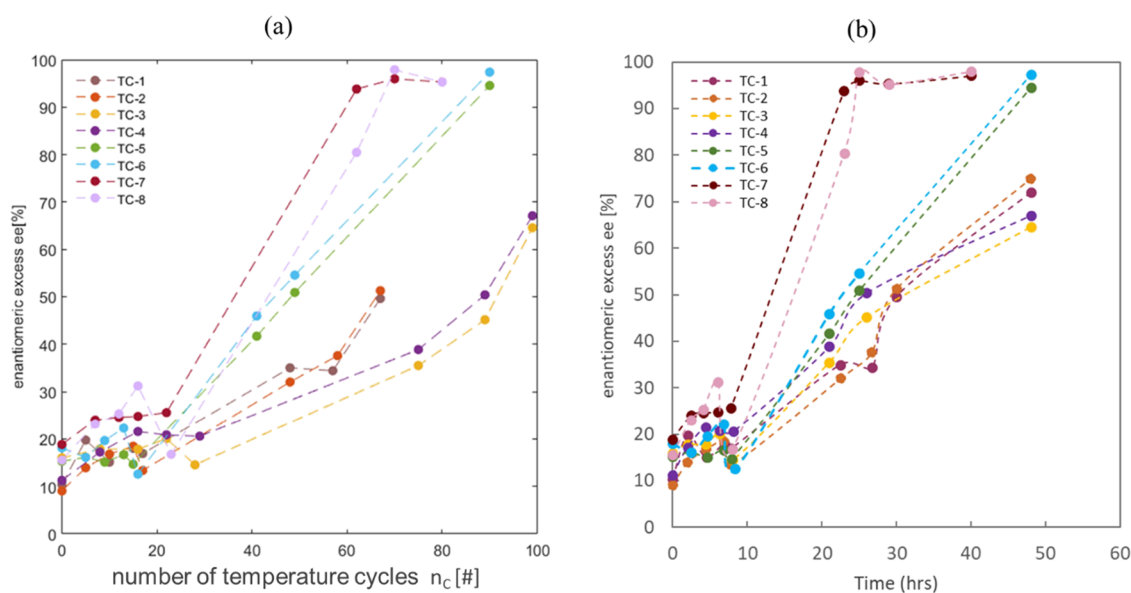 (a)
100
90
80
70
60
50
40
30
20
10
0
enantiomeric excess ee[%]
TC-1
TC-2
TC-3
TC-4
TC-5
TC-6
TC-7
TC-8
0 20 40 60 80 100
number of temperature cycles n_C [#]
(b)
100
90
80
70
60
50
40
30
20
10
0
enantiomeric excess ee [%]
TC-1
TC-2
TC-3
TC-4
TC-5
TC-6
TC-7
TC-8
0 10 20 30 40 50 60
Time (hrs)